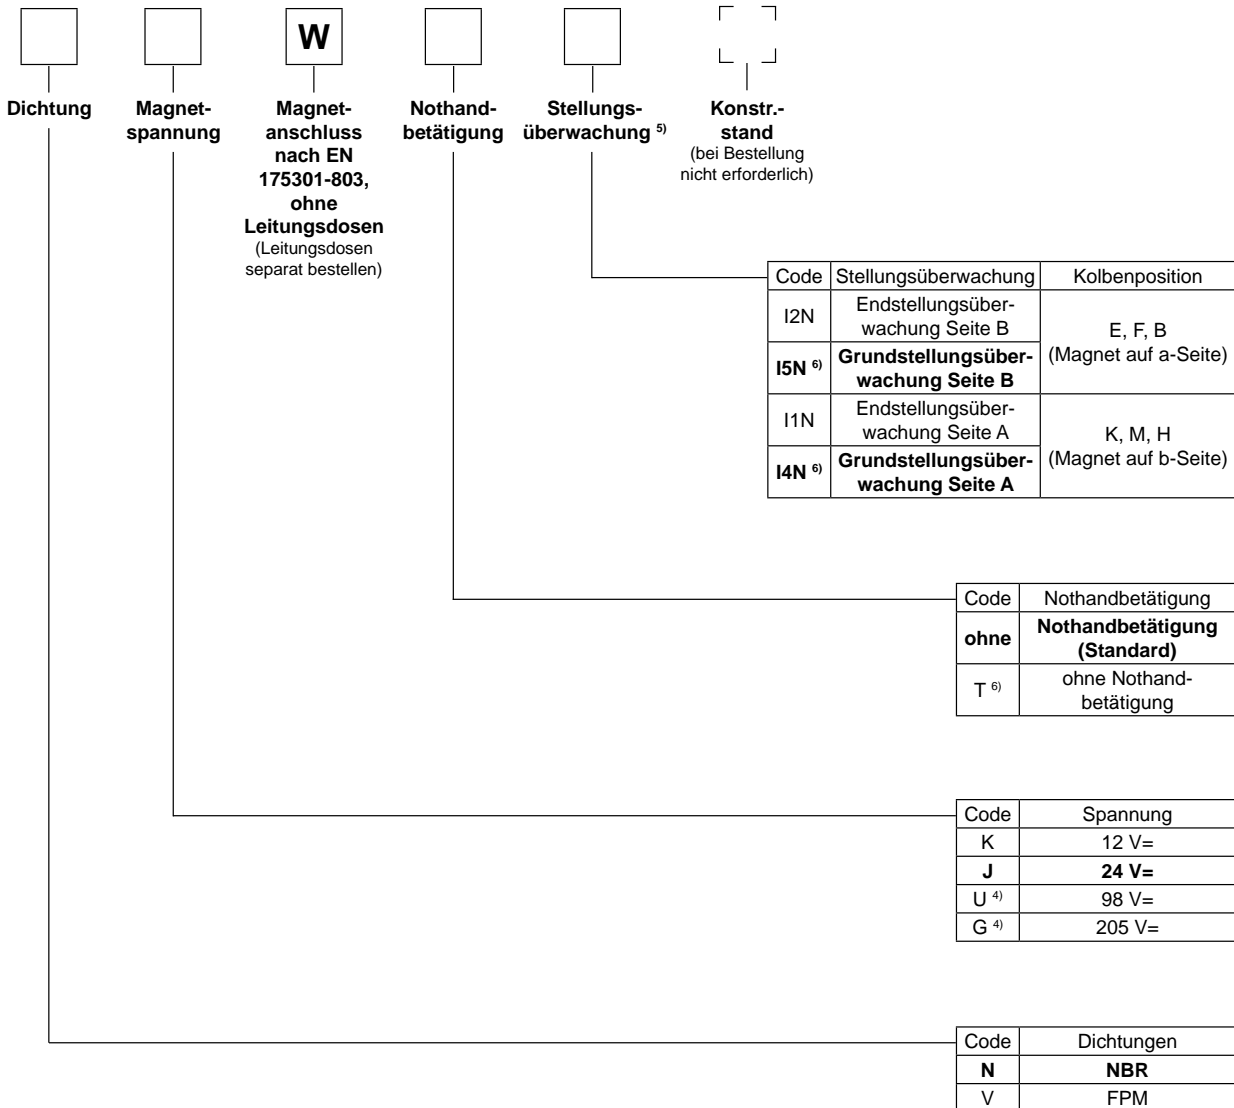 W
Dichtung
Magnet-
spannung
Magnet-
anschluss
nach EN
175301-803,
ohne
Leitungsdosen
(Leitungsdosen
separat bestellen)
Nothand-
betätigung
Stellungs-
überwachung 5)
Konstr.-
stand
(bei Bestellung
nicht erforderlich)
Code Stellungsüberwachung Kolbenposition
I2N Endstellungsüber-
wachung Seite B
E, F, B
(Magnet auf a-Seite)
I5N 6) Grundstellungsüber-
wachung Seite B
I1N Endstellungsüber-
wachung Seite A
K, M, H
(Magnet auf b-Seite)
I4N 6) Grundstellungsüber-
wachung Seite A
Code Nothandbetätigung
ohne Nothandbetätigung
(Standard)
T 6) ohne Nothand-
betätigung
Code Spannung
K 12 V=
J 24 V=
U 4) 98 V=
G 4) 205 V=
Code Dichtungen
N NBR
V FPM